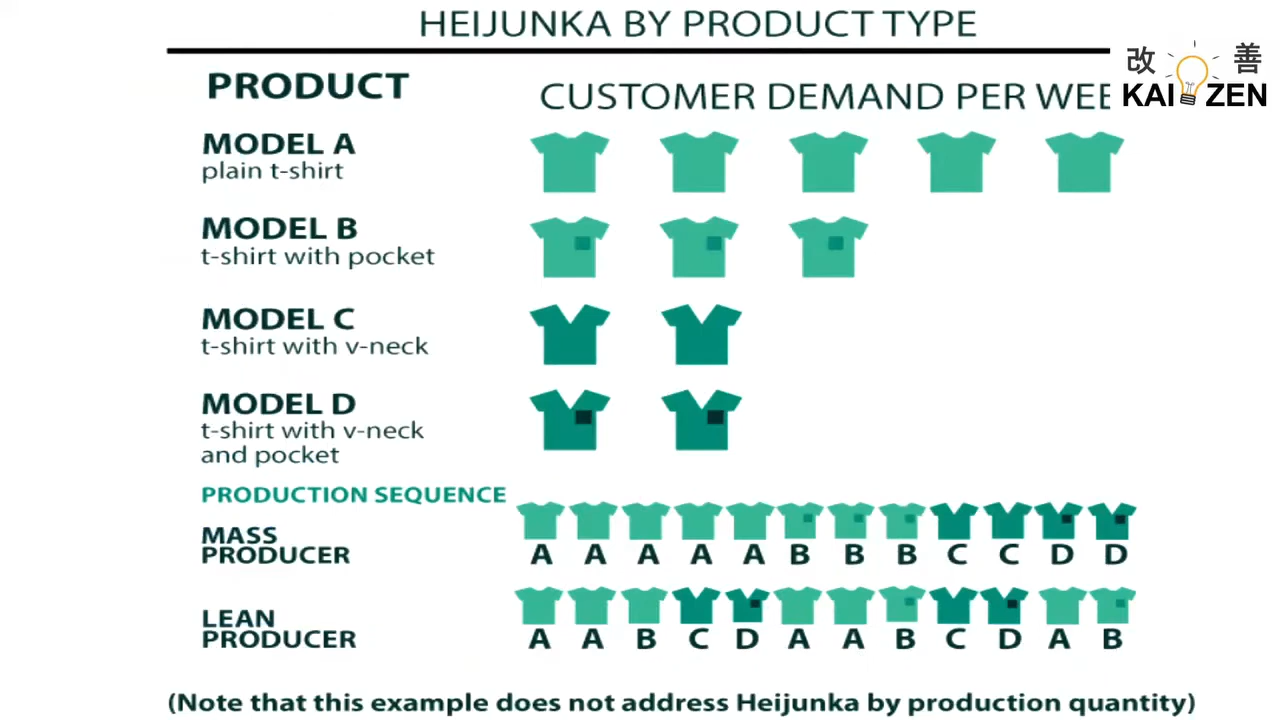 HEIJUNKA BY PRODUCT TYPE
改 善
KAIZEN
PRODUCT
CUSTOMER DEMAND PER WEE
MODEL A
plain t-shirt
MODEL B
t-shirt with pocket
MODEL C
t-shirt with v-neck
MODEL D
t-shirt with v-neck
and pocket
PRODUCTION SEQUENCE
MASS
PRODUCER
A A A A A B B B C C D D
LEAN
PRODUCER
A A B C D A A B C D A B
(Note that this example does not address Heijunka by production quantity)